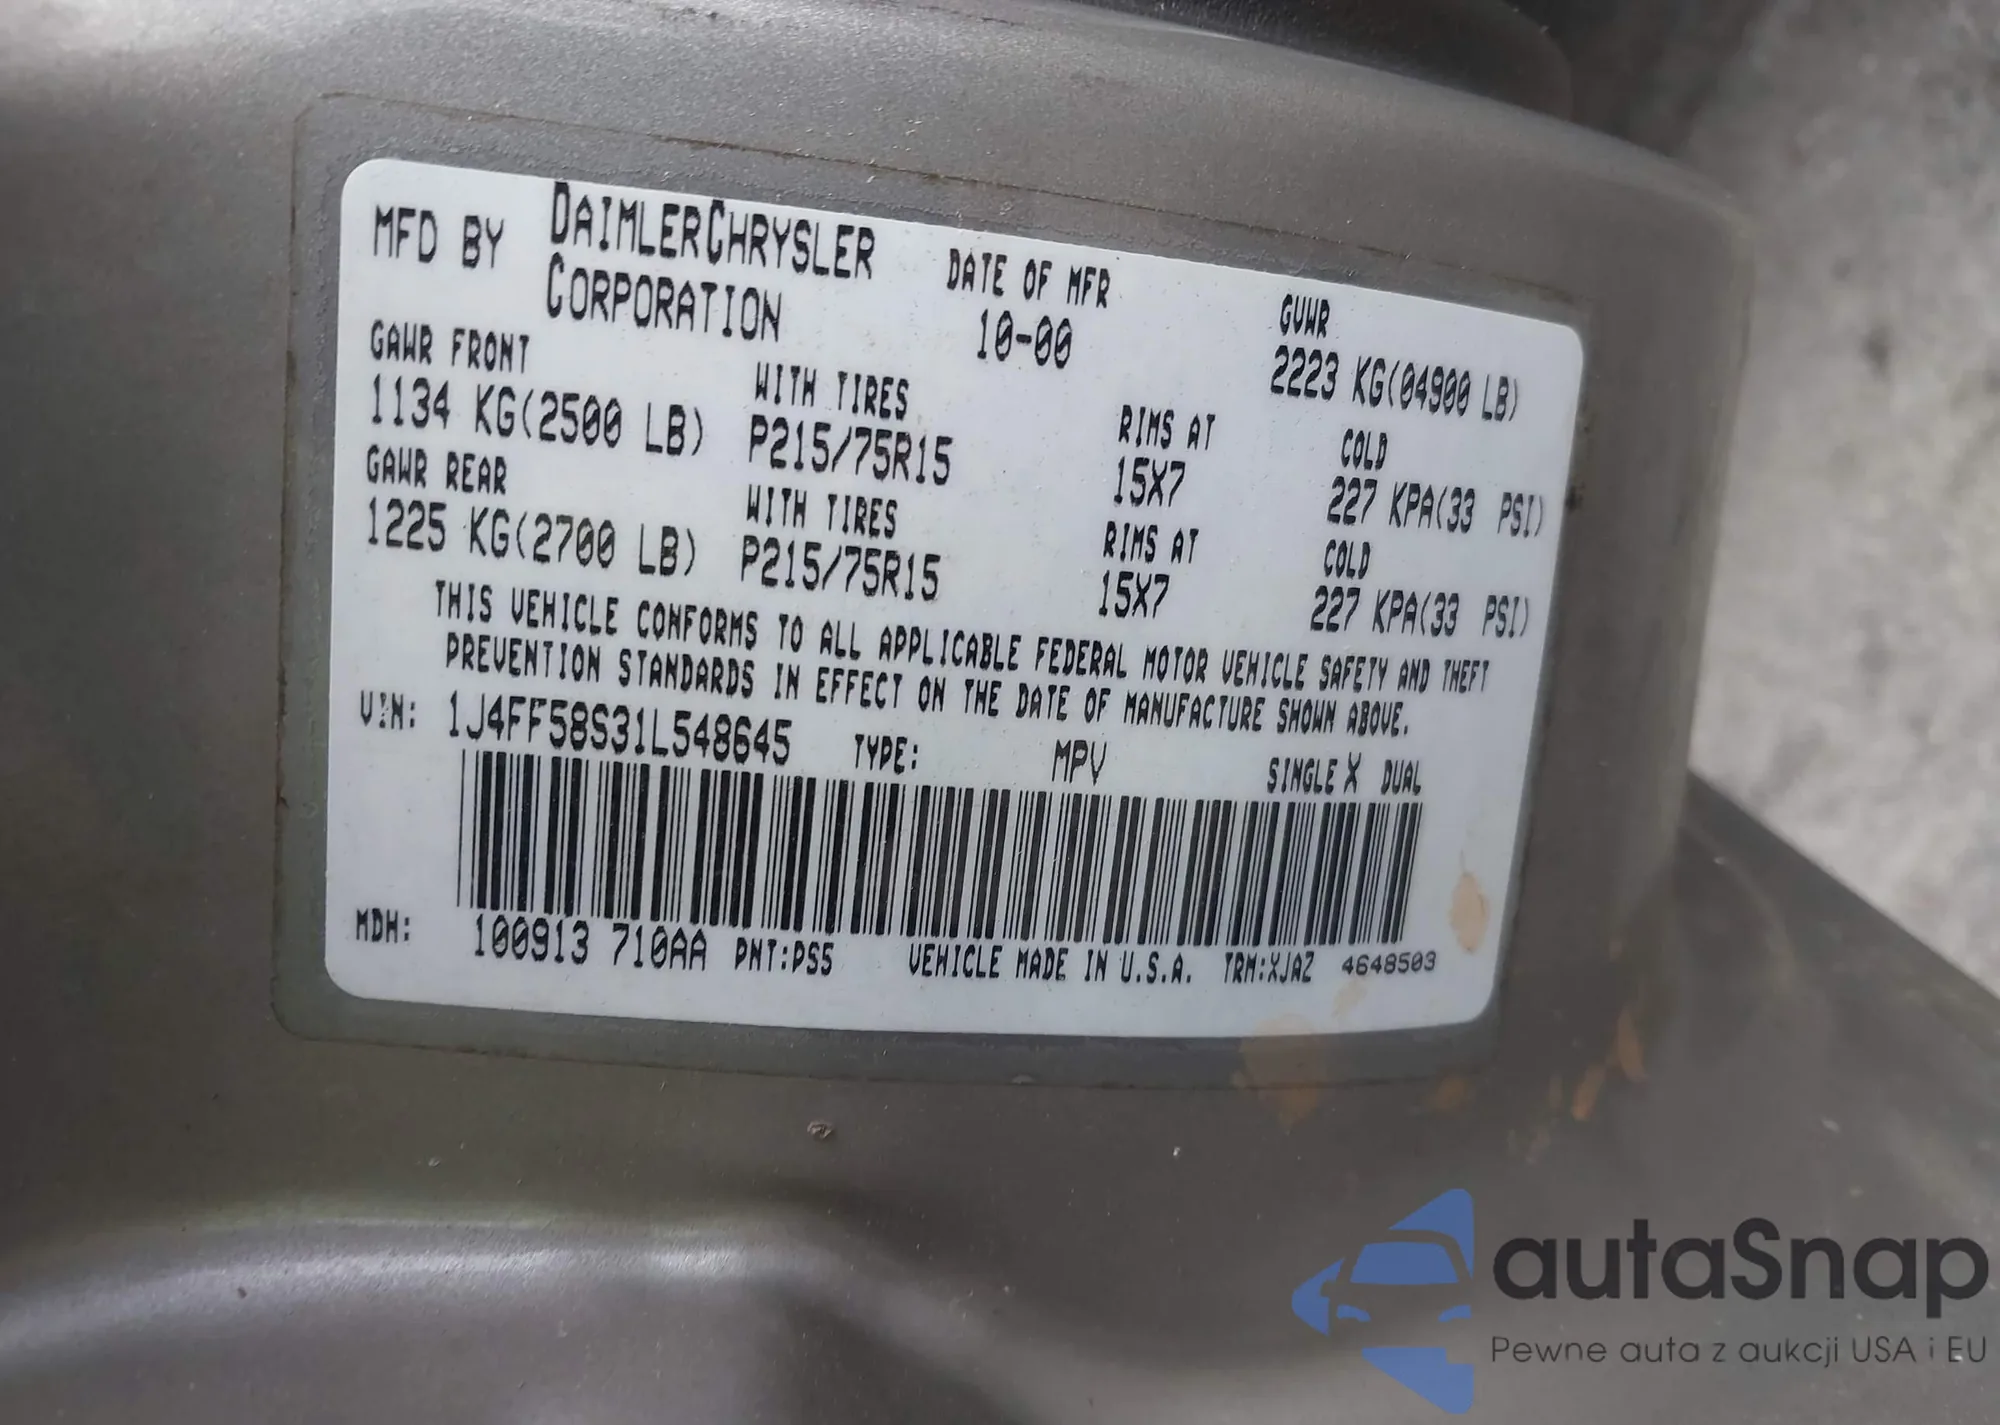 MFD BY DAIMLERCHRYSLER CORPORATION
DATE OF MFR 10-00
GVWR 2223 KG(04900 LB)
GAWR FRONT WITH TIRES RIMS AT COLD
1134 KG(2500 LB) P215/75R15 15X7 227 KPA(33 PSI)
GAWR REAR WITH TIRES RIMS AT COLD
1225 KG(2700 LB) P215/75R15 15X7 227 KPA(33 PSI)
THIS VEHICLE CONFORMS TO ALL APPLICABLE FEDERAL MOTOR VEHICLE SAFETY AND THEFT
PREVENTION STANDARDS IN EFFECT ON THE DATE OF MANUFACTURE SHOWN ABOVE.
VIN: 1J4FF58S31L548645 TYPE: MPV SINGLE X DUAL
MDH: 100913 710AA PNT:PS5 VEHICLE MADE IN U.S.A. TRM:XJAZ 4648503
autaSnap
Pewne auta z aukcji USA i EU